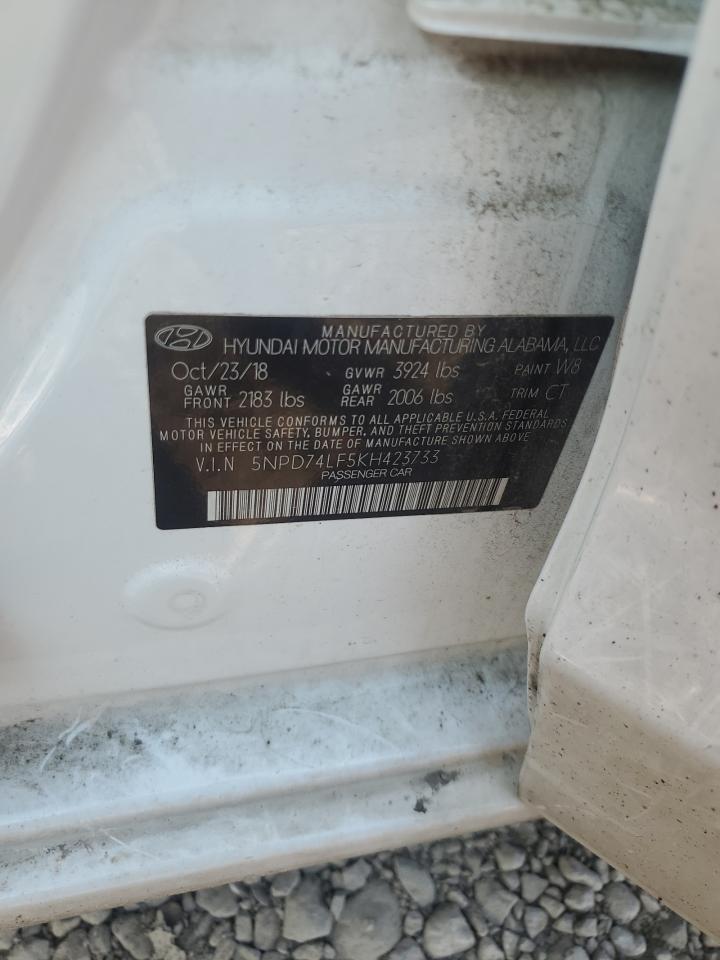 MANUFACTURED BY
HYUNDAI MOTOR MANUFACTURING ALABAMA, LLC
Oct/23/18 GVWR 3924 lbs PAINT W8
GAWR FRONT 2183 lbs GAWR REAR 2006 lbs TRIM CT
THIS VEHICLE CONFORMS TO ALL APPLICABLE U.S.A. FEDERAL
MOTOR VEHICLE SAFETY, BUMPER, AND THEFT PREVENTION STANDARDS
IN EFFECT ON THE DATE OF MANUFACTURE SHOWN ABOVE.
V.I.N 5NPD74LF5KH423733
PASSENGER CAR